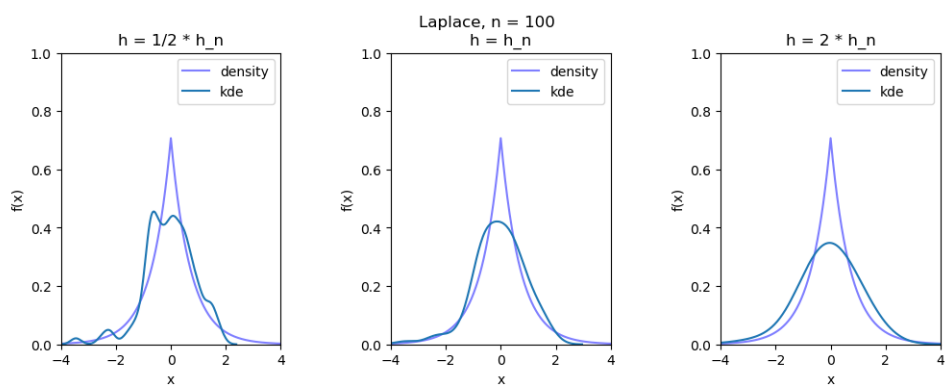 Laplace, n = 100
h = 1/2 * h_n
h = h_n
h = 2 * h_n
1.0
0.8
0.6
0.4
0.2
0.0
f(x)
density
kde
−4
−2
0
2
4
x
1.0
0.8
0.6
0.4
0.2
0.0
f(x)
density
kde
−4
−2
0
2
4
x
1.0
0.8
0.6
0.4
0.2
0.0
f(x)
density
kde
−4
−2
0
2
4
x